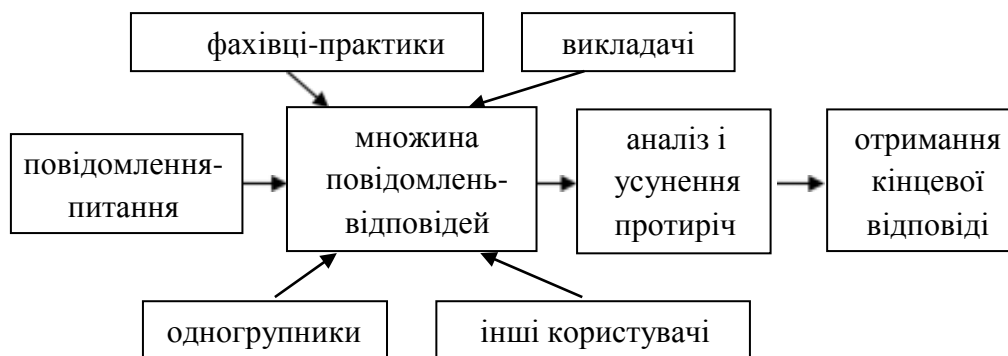 фахівці-практики
викладачі
повідомлення-
питання
множина
повідомлень-
відповідей
аналіз і
усунення
протиріч
отримання
кінцевої
відповіді
одногрупники
інші користувачі